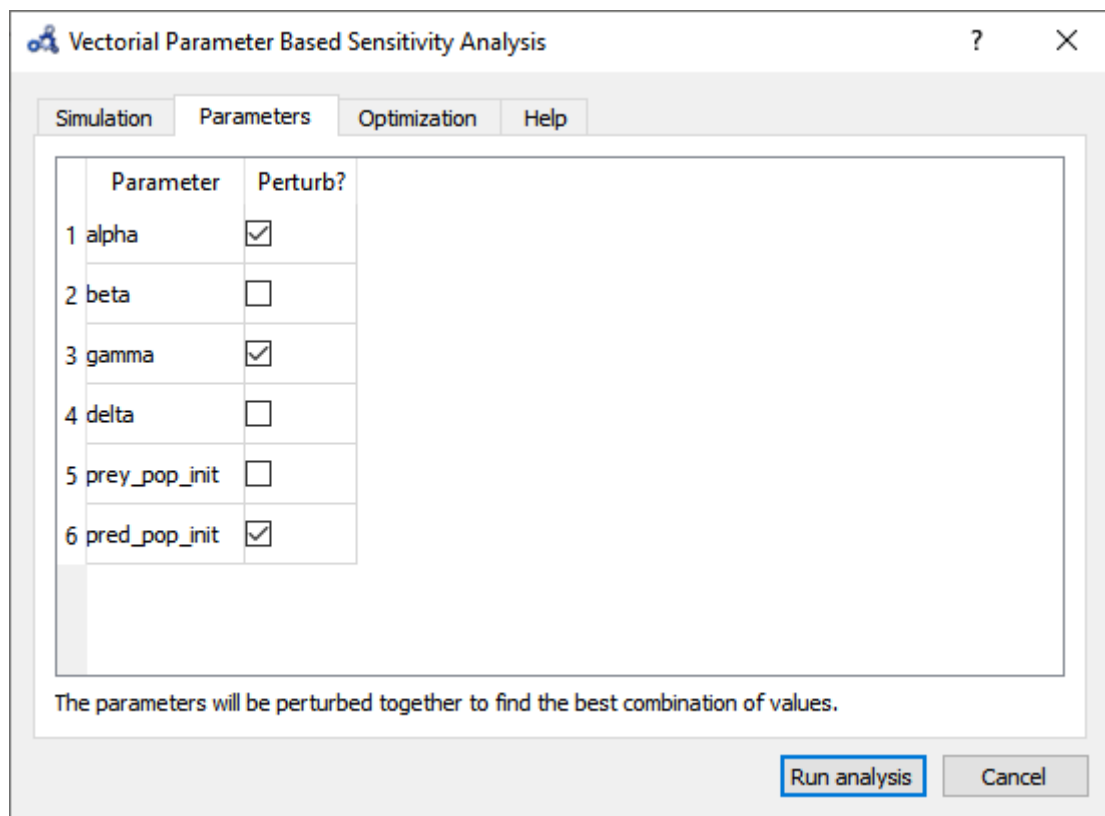 Vectorial Parameter Based Sensitivity Analysis ?
Simulation Parameters Optimization Help
Parameter Perturb?
1 alpha
2 beta
3 gamma
4 delta
5 prey_pop_init
6 pred_pop_init
The parameters will be perturbed together to find the best combination of values.
Run analysis Cancel